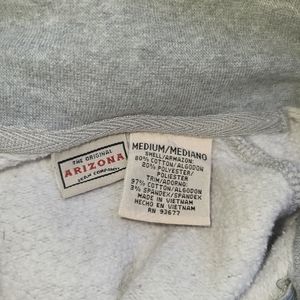 THE ORIGINAL
ARIZONA
JEAN COMPANY
MEDIUM/MEDIANO
SHELL/ARMAZON:
80% COTTON/ALGODON
20% POLYESTER/
POLIESTER
TRIM/ADORNO:
97% COTTON/ALGODON
3% SPANDEX/SPANDEX
MADE IN VIETNAM
HECHO EN VIETNAM
RN 93677